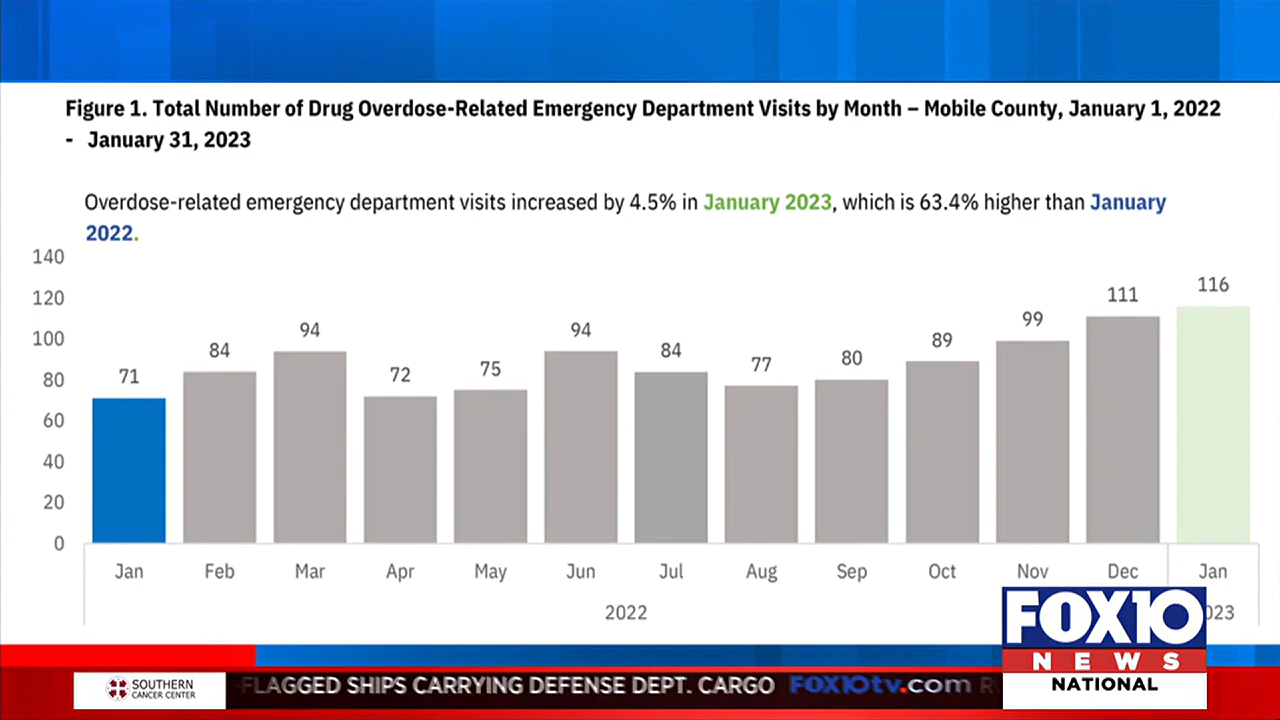 Figure 1. Total Number of Drug Overdose-Related Emergency Department Visits by Month – Mobile County, January 1, 2022
- January 31, 2023
Overdose-related emergency department visits increased by 4.5% in January 2023, which is 63.4% higher than January
2022.
140
120
100
80
60
40
20
0
71
84
94
72
75
94
84
77
80
89
99
111
116
Jan Feb Mar Apr May Jun Jul Aug Sep Oct Nov Dec Jan
2022
23
FOX10
NEWS
NATIONAL
SOUTHERN
CANCER CENTER
-FLAGGED SHIPS CARRYING DEFENSE DEPT. CARGO FOX10tv.com